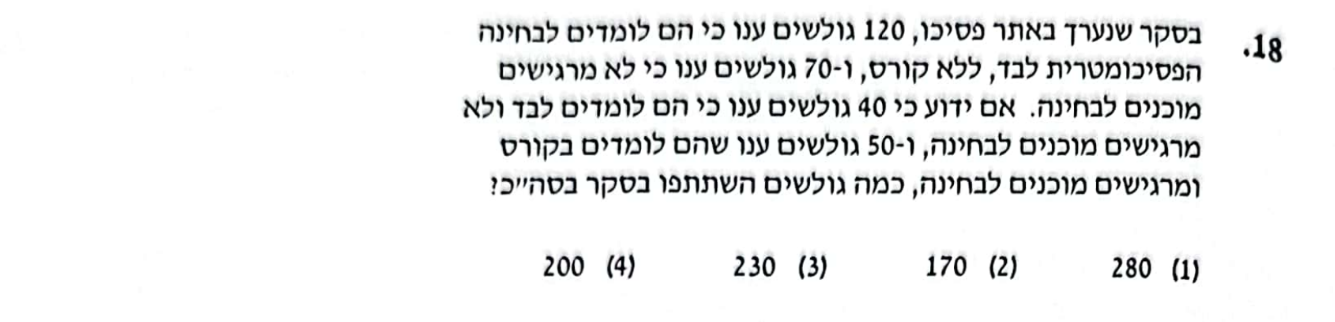 18. בסקר שנערך באתר פסיכו, 120 גולשים ענו כי הם לומדים לבחינה
הפסיכומטרית לבד, ללא קורס, ו-70 גולשים ענו כי לא מרגישים
מוכנים לבחינה. אם ידוע כי 40 גולשים ענו כי הם לומדים לבד ולא
מרגישים מוכנים לבחינה, ו-50 גולשים ענו שהם לומדים בקורס
ומרגישים מוכנים לבחינה, כמה גולשים השתתפו בסקר בסה״כ?
(1) 280 (2) 170 (3) 230 (4) 200